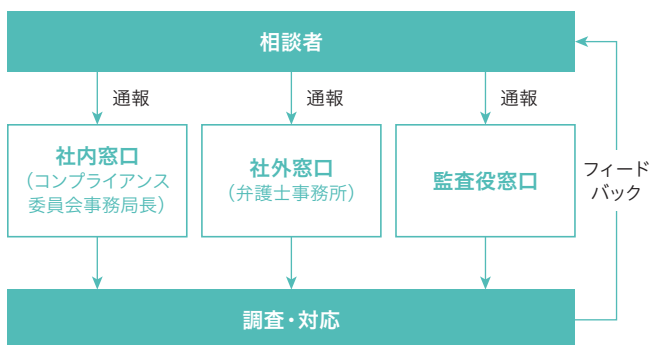 相談者
通報
通報
通報
社内窓口
(コンプライアンス
委員会事務局長)
社外窓口
(弁護士事務所)
監査役窓口
フィード
バック
調査・対応